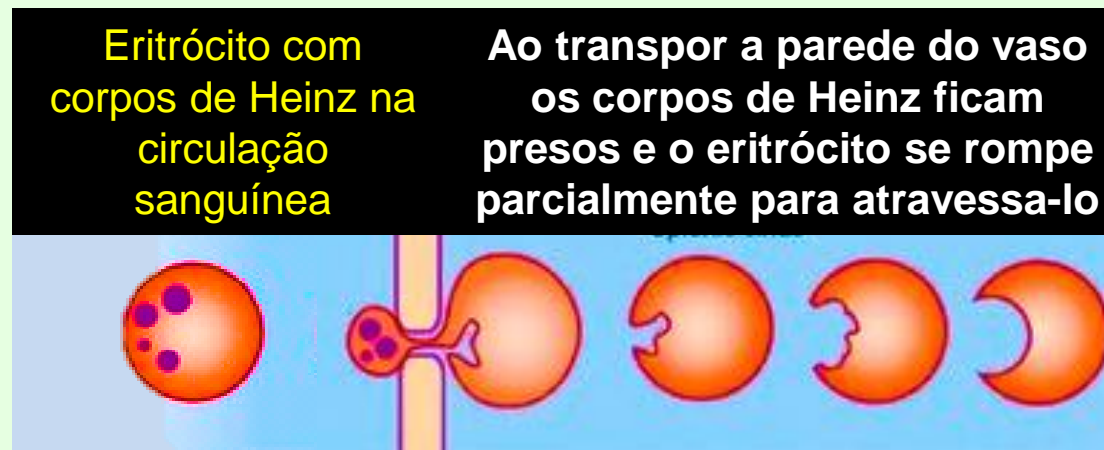 Eritrócito com
corpos de Heinz na
circulação
sanguínea
Ao transpor a parede do vaso
os corpos de Heinz ficam
presos e o eritrócito se rompe
parcialmente para atravessa-lo